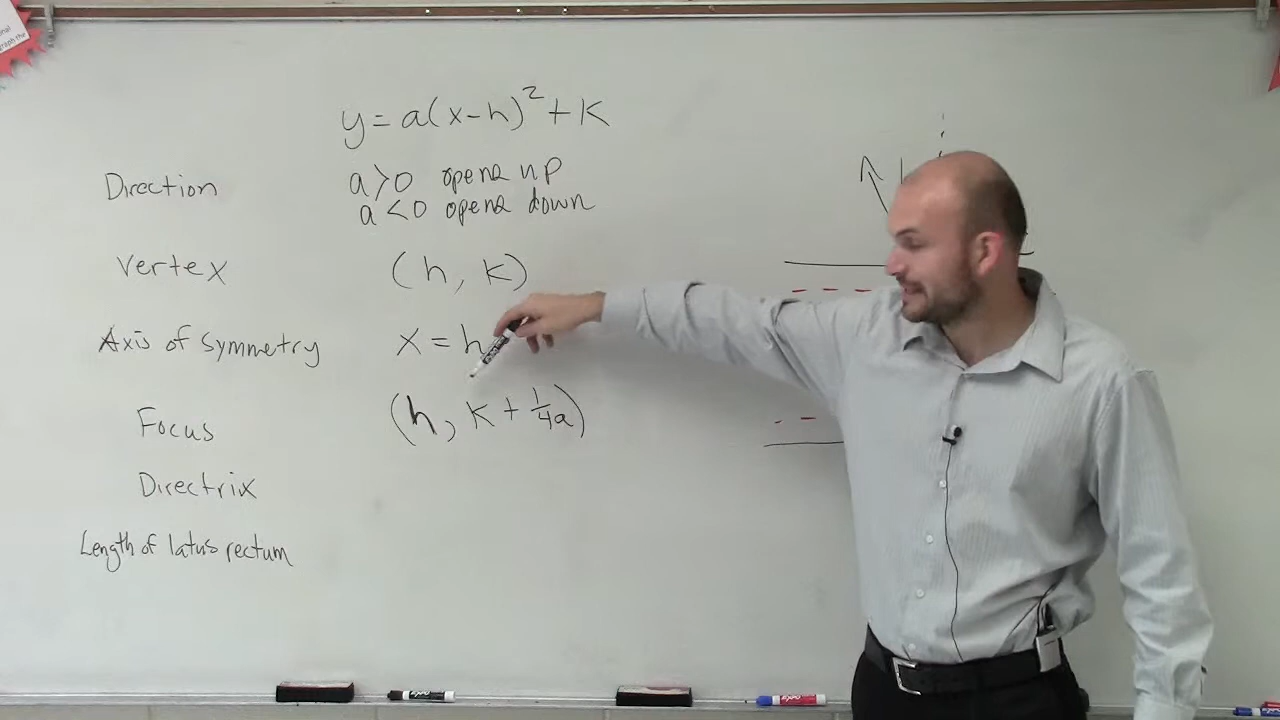 y = a(x-h)² + k
Direction a>0 opens up
a<0 opens down
Vertex (h, k)
Axis of Symmetry x = h
Focus (h, k + 1/4a)
Directrix
Length of latus rectum